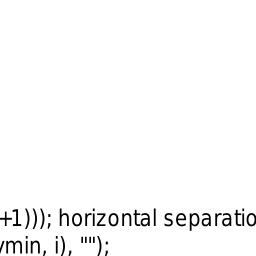 +1))); horizontal separatio
ymin, i), "");